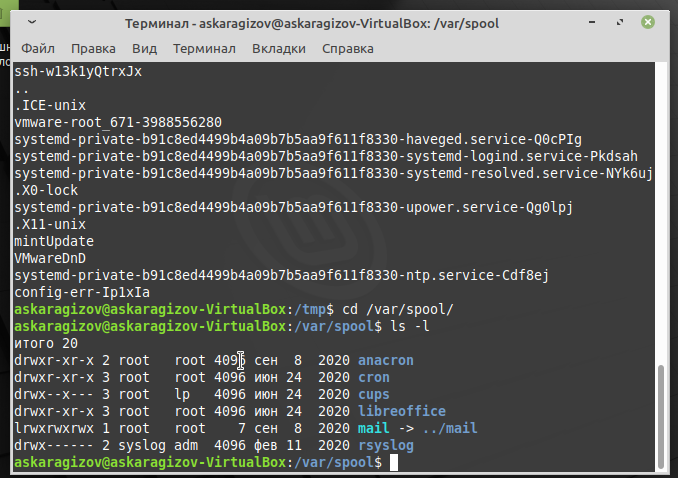 Терминал - askaragizov@askaragizov-VirtualBox: /var/spool
Файл Правка Вид Терминал Вкладки Справка
ssh-w13k1yQtrxJx
..
.ICE-unix
vmware-root_671-3988556280
systemd-private-b91c8ed4499b4a09b7b5aa9f611f8330-haveged.service-Q0cPIg
systemd-private-b91c8ed4499b4a09b7b5aa9f611f8330-systemd-logind.service-Pkdsah
systemd-private-b91c8ed4499b4a09b7b5aa9f611f8330-systemd-resolved.service-NYk6uj
.X0-lock
systemd-private-b91c8ed4499b4a09b7b5aa9f611f8330-upower.service-Qg0lpj
.X11-unix
mintUpdate
VMwareDnD
systemd-private-b91c8ed4499b4a09b7b5aa9f611f8330-ntp.service-Cdf8ej
config-err-Ip1xIa
askaragizov@askaragizov-VirtualBox:/tmp$ cd /var/spool/
askaragizov@askaragizov-VirtualBox:/var/spool$ ls -l
итого 20
drwxr-xr-x 2 root   root 4096 сен  8  2020 anacron
drwxr-xr-x 3 root   root 4096 июн 24  2020 cron
drwx--x--- 3 root   lp   4096 июн 24  2020 cups
drwxr-xr-x 3 root   root 4096 июн 24  2020 libreoffice
lrwxrwxrwx 1 root   root    7 сен  8  2020 mail -> ../mail
drwx------ 2 syslog adm  4096 фев 11  2020 rsyslog
askaragizov@askaragizov-VirtualBox:/var/spool$